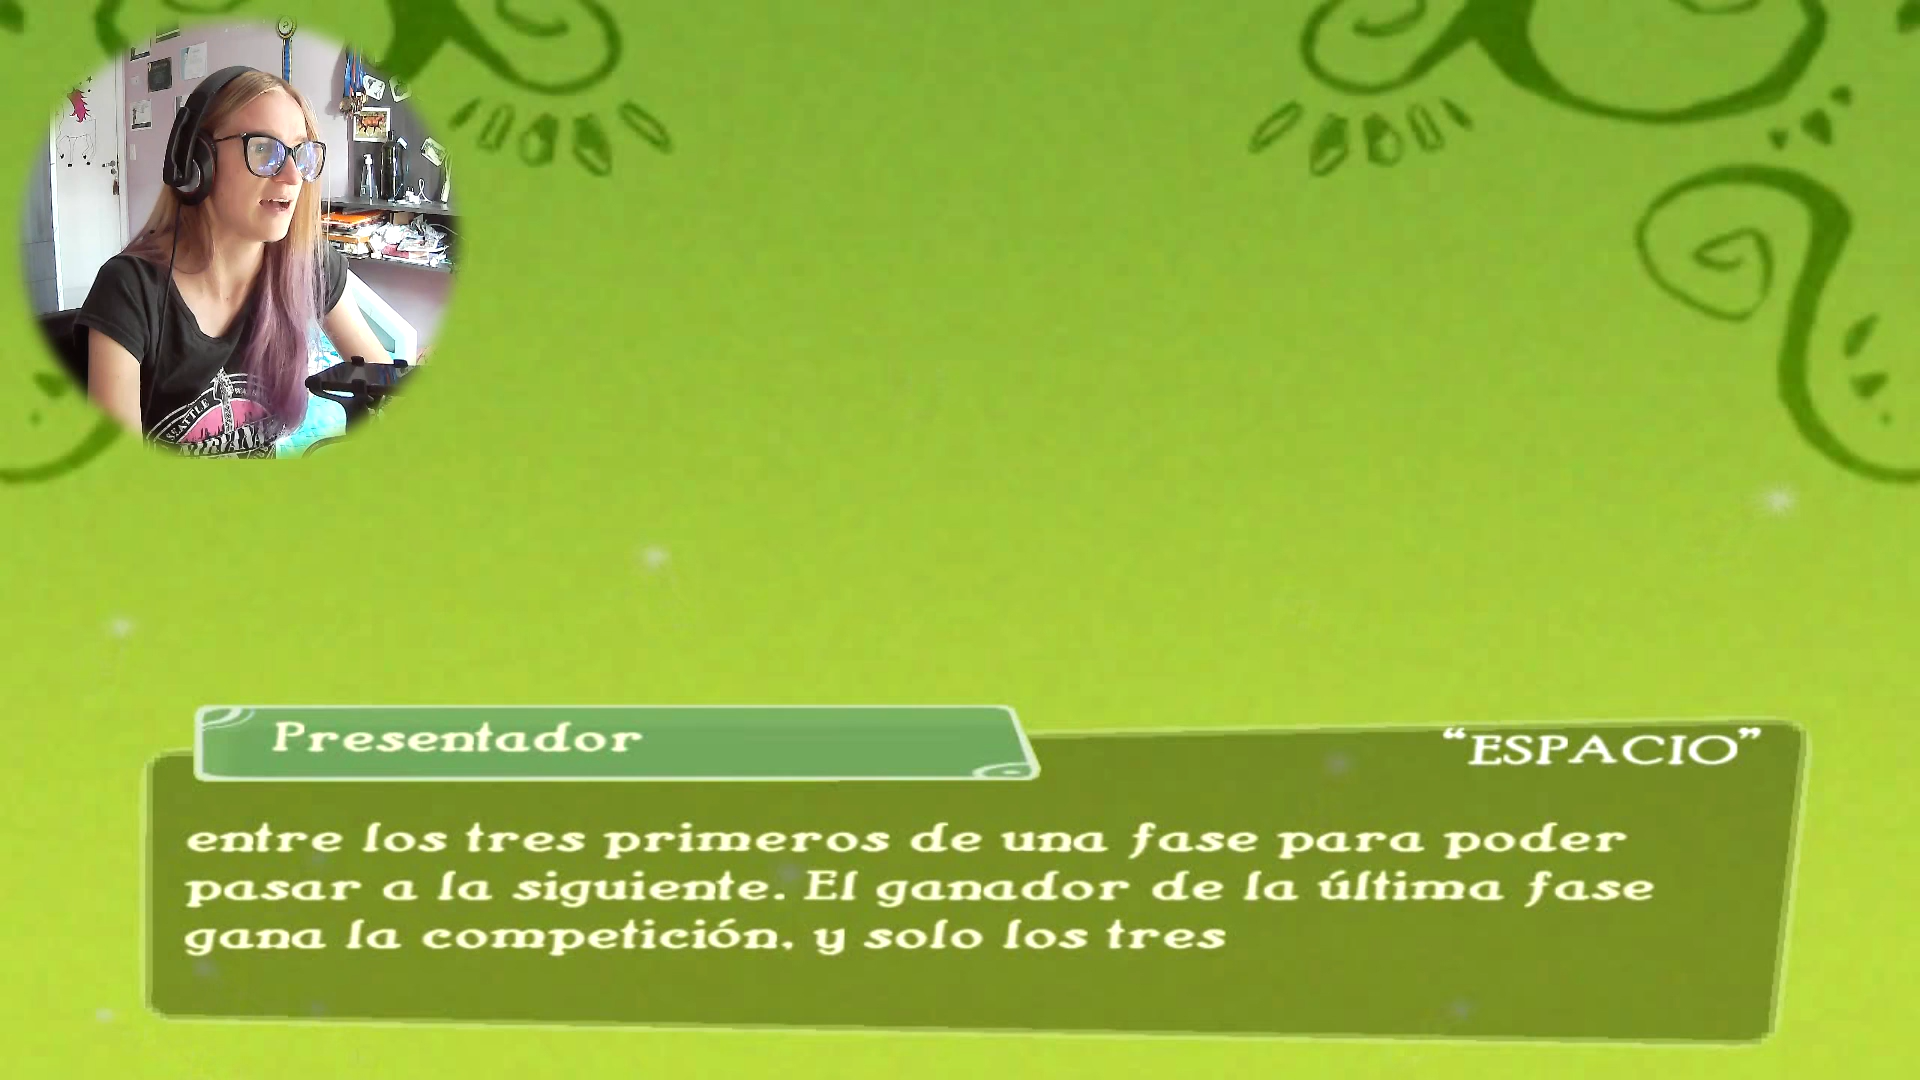 SEATTLE
Presentador
“ESPACIO”
entre los tres primeros de una fase para poder
pasar a la siguiente. El ganador de la última fase
gana la competición, y solo los tres